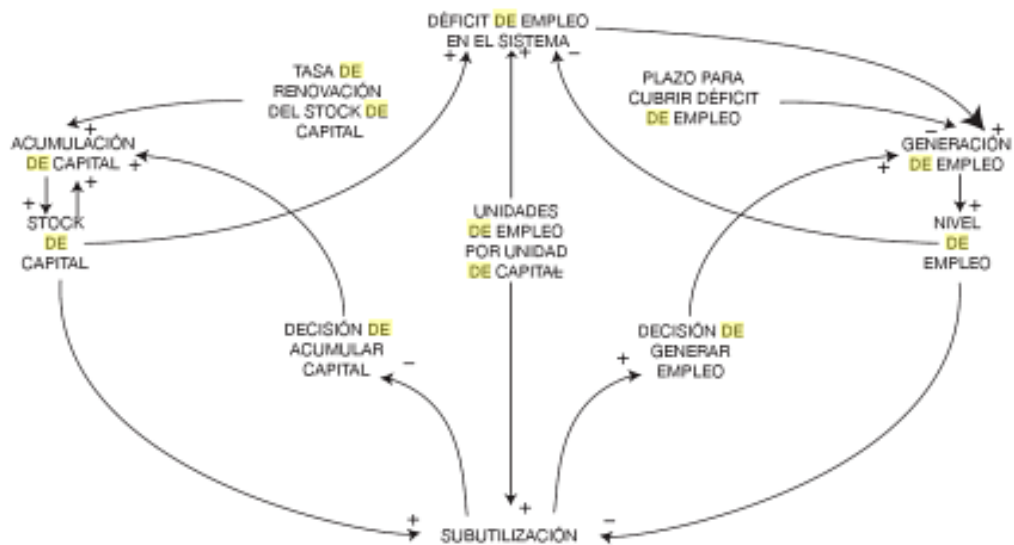 DÉFICIT DE EMPLEO
EN EL SISTEMA
+
+
−
TASA DE
RENOVACIÓN
DEL STOCK DE
CAPITAL
PLAZO PARA
CUBRIR DÉFICIT
DE EMPLEO
+
ACUMULACIÓN
DE CAPITAL
+
−
+
GENERACIÓN
DE EMPLEO
+
+
+
STOCK
DE
CAPITAL
UNIDADES
DE EMPLEO
POR UNIDAD
DE CAPITAL
+
NIVEL
DE
EMPLEO
DECISIÓN DE
ACUMULAR
CAPITAL
−
DECISIÓN DE
GENERAR
EMPLEO
+
+
+
−
SUBUTILIZACIÓN